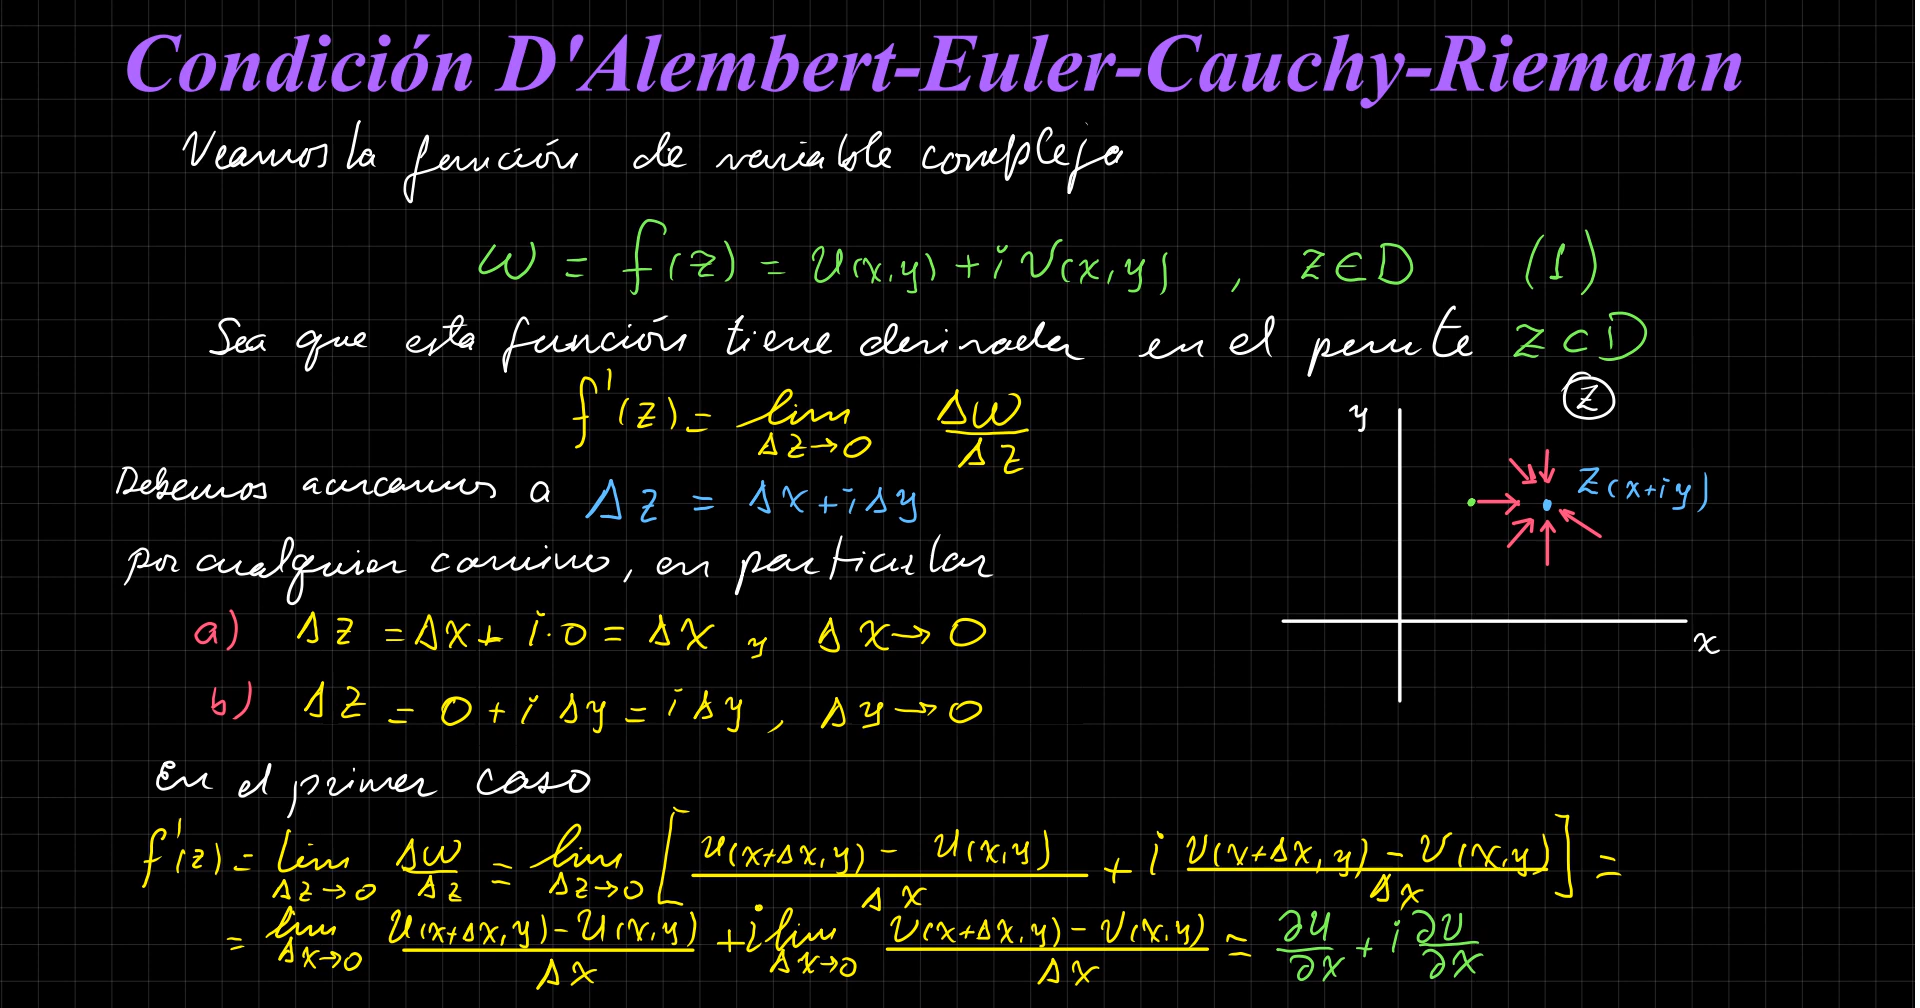 Condición D'Alembert-Euler-Cauchy-Riemann
Veamos la función de variable compleja
w = f(z) = u(x,y) + i v(x,y) , z∈D (1)
Sea que esta función tiene derivada en el punto z⊂D
f'(z) = lim Δz→0 Δw/Δz
y
Z
z(x+iy)
x
Debemos acercarnos a Δz = Δx + iΔy
por cualquier camino, en particular
a) Δz = Δx + i·0 = Δx y Δx→0
b) Δz = 0 + iΔy = iΔy, Δy→0
En el primer caso
f'(z) = lim Δz→0 Δw/Δz = lim Δz→0 [ (u(x+Δx,y) - u(x,y))/Δx + i (v(x+Δx,y) - v(x,y))/Δx ] =
= lim Δx→0 (u(x+Δx,y) - u(x,y))/Δx + i lim Δx→0 (v(x+Δx,y) - v(x,y))/Δx = ∂u/∂x + i ∂v/∂x